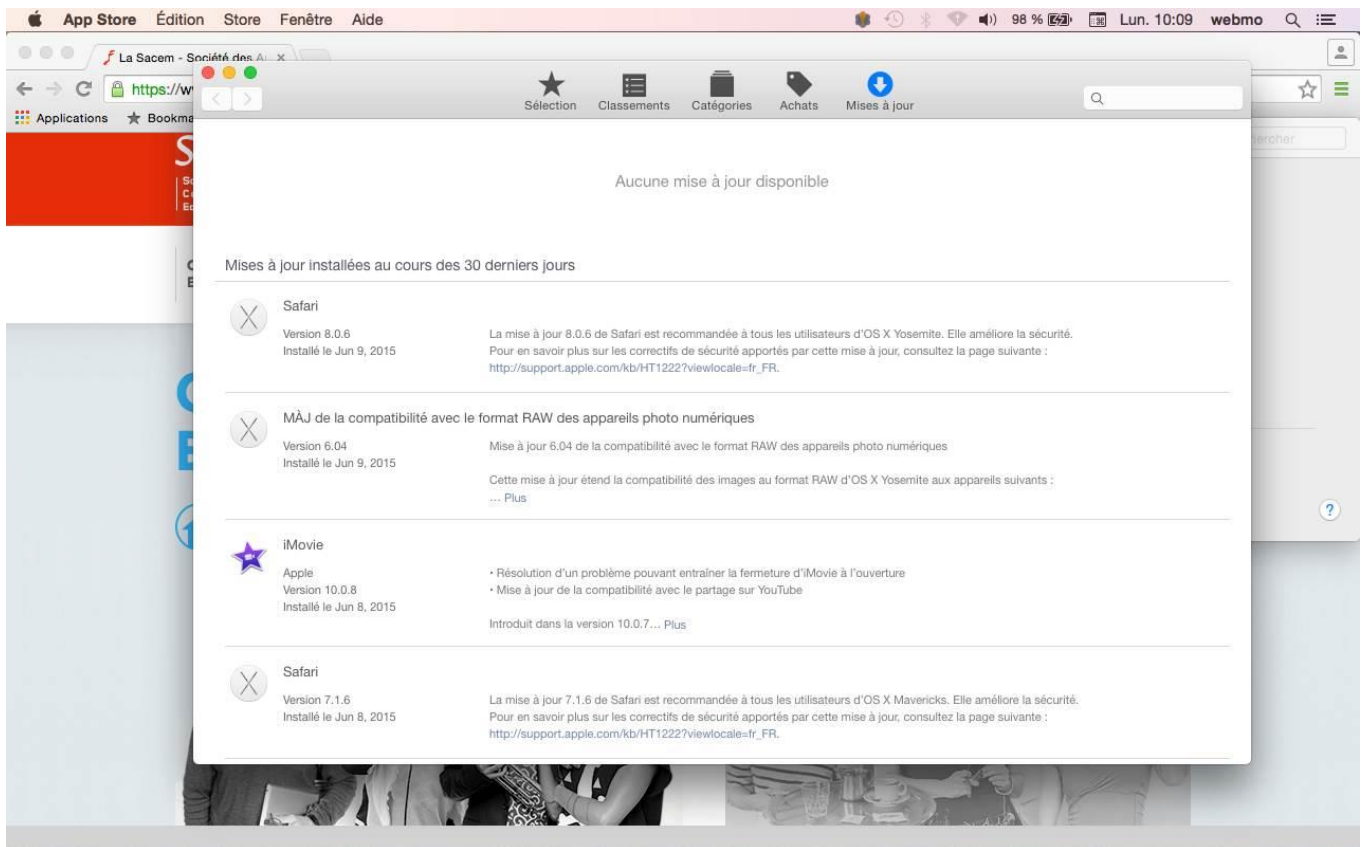 App Store Édition Store Fenêtre Aide 98 % Lun. 10:09 webmo
La Sacem - Société des Au
https://w
Applications Bookma
Sélection Classements Catégories Achats Mises à jour
Aucune mise à jour disponible
Mises à jour installées au cours des 30 derniers jours
Safari
Version 8.0.6
Installé le Jun 9, 2015
La mise à jour 8.0.6 de Safari est recommandée à tous les utilisateurs d'OS X Yosemite. Elle améliore la sécurité.
Pour en savoir plus sur les correctifs de sécurité apportés par cette mise à jour, consultez la page suivante :
http://support.apple.com/kb/HT1222?viewlocale=fr_FR.
MÀJ de la compatibilité avec le format RAW des appareils photo numériques
Version 6.04
Installé le Jun 9, 2015
Mise à jour 6.04 de la compatibilité avec le format RAW des appareils photo numériques
Cette mise à jour étend la compatibilité des images au format RAW d'OS X Yosemite aux appareils suivants :
… Plus
iMovie
Apple
Version 10.0.8
Installé le Jun 8, 2015
• Résolution d'un problème pouvant entraîner la fermeture d'iMovie à l'ouverture
• Mise à jour de la compatibilité avec le partage sur YouTube
Introduit dans la version 10.0.7… Plus
Safari
Version 7.1.6
Installé le Jun 8, 2015
La mise à jour 7.1.6 de Safari est recommandée à tous les utilisateurs d'OS X Mavericks. Elle améliore la sécurité.
Pour en savoir plus sur les correctifs de sécurité apportés par cette mise à jour, consultez la page suivante :
http://support.apple.com/kb/HT1222?viewlocale=fr_FR.